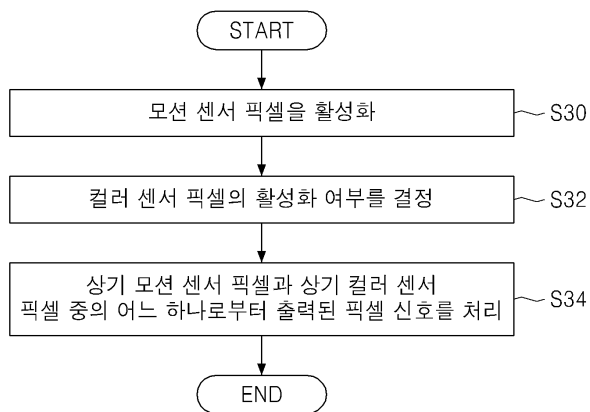 START
모션 센서 픽셀을 활성화
S30
컬러 센서 픽셀의 활성화 여부를 결정
S32
상기 모션 센서 픽셀과 상기 컬러 센서
픽셀 중의 어느 하나로부터 출력된 픽셀 신호를 처리
S34
END